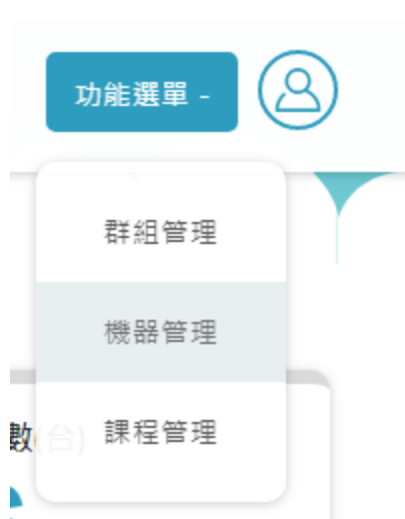 功能選單 -
群組管理
機器管理
數(台)
課程管理